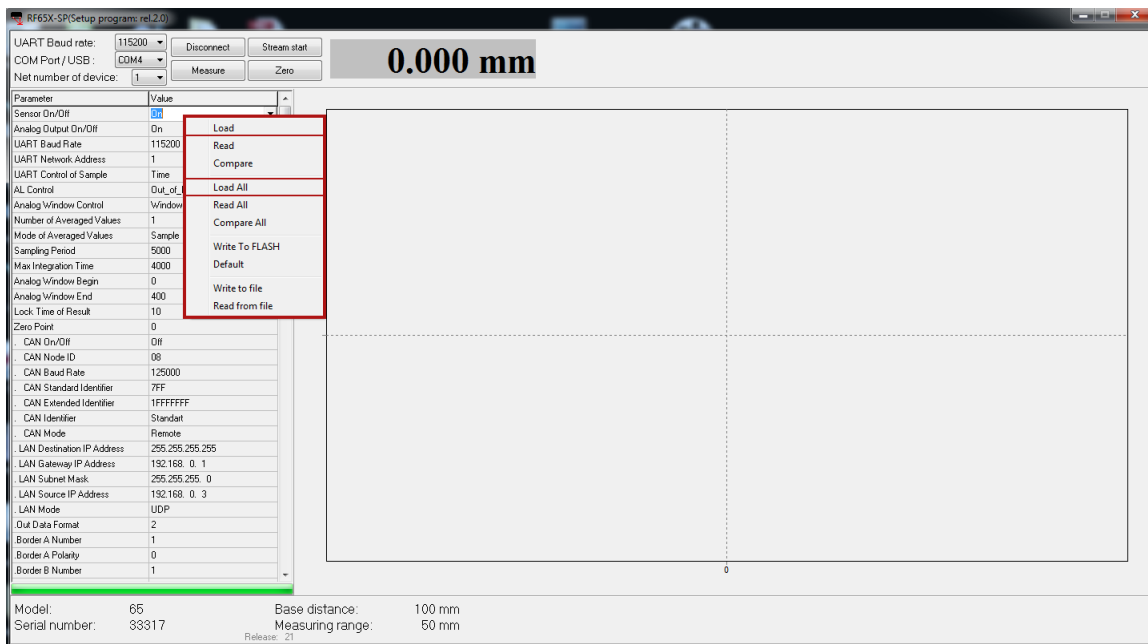 RF65X-SP(Setup program: rel.2.0)
UART Baud rate: 115200 Disconnect Stream start
COM Port / USB : COM4
Measure Zero
Net number of device: 1
0.000 mm
Parameter Value
Sensor On/Off On
Analog Output On/Off On
UART Baud Rate 115200
UART Network Address 1
UART Control of Sample Time
AL Control Out_of_
Analog Window Control Window
Number of Averaged Values 1
Mode of Averaged Values Sample
Sampling Period 5000
Max Integration Time 4000
Analog Window Begin 0
Analog Window End 400
Lock Time of Result 10
Zero Point 0
. CAN On/Off Off
. CAN Node ID 08
. CAN Baud Rate 125000
. CAN Standard Identifier 7FF
. CAN Extended Identifier 1FFFFFFF
. CAN Identifier Standart
. CAN Mode Remote
. LAN Destination IP Address 255.255.255.255
. LAN Gateway IP Address 192.168. 0. 1
. LAN Subnet Mask 255.255.255. 0
. LAN Source IP Address 192.168. 0. 3
. LAN Mode UDP
.Out Data Format 2
.Border A Number 1
.Border A Polarity 0
.Border B Number 1
Load
Read
Compare
Load All
Read All
Compare All
Write To FLASH
Default
Write to file
Read from file
0
Model: 65 Base distance: 100 mm
Serial number: 33317 Measuring range: 50 mm
Release: 21